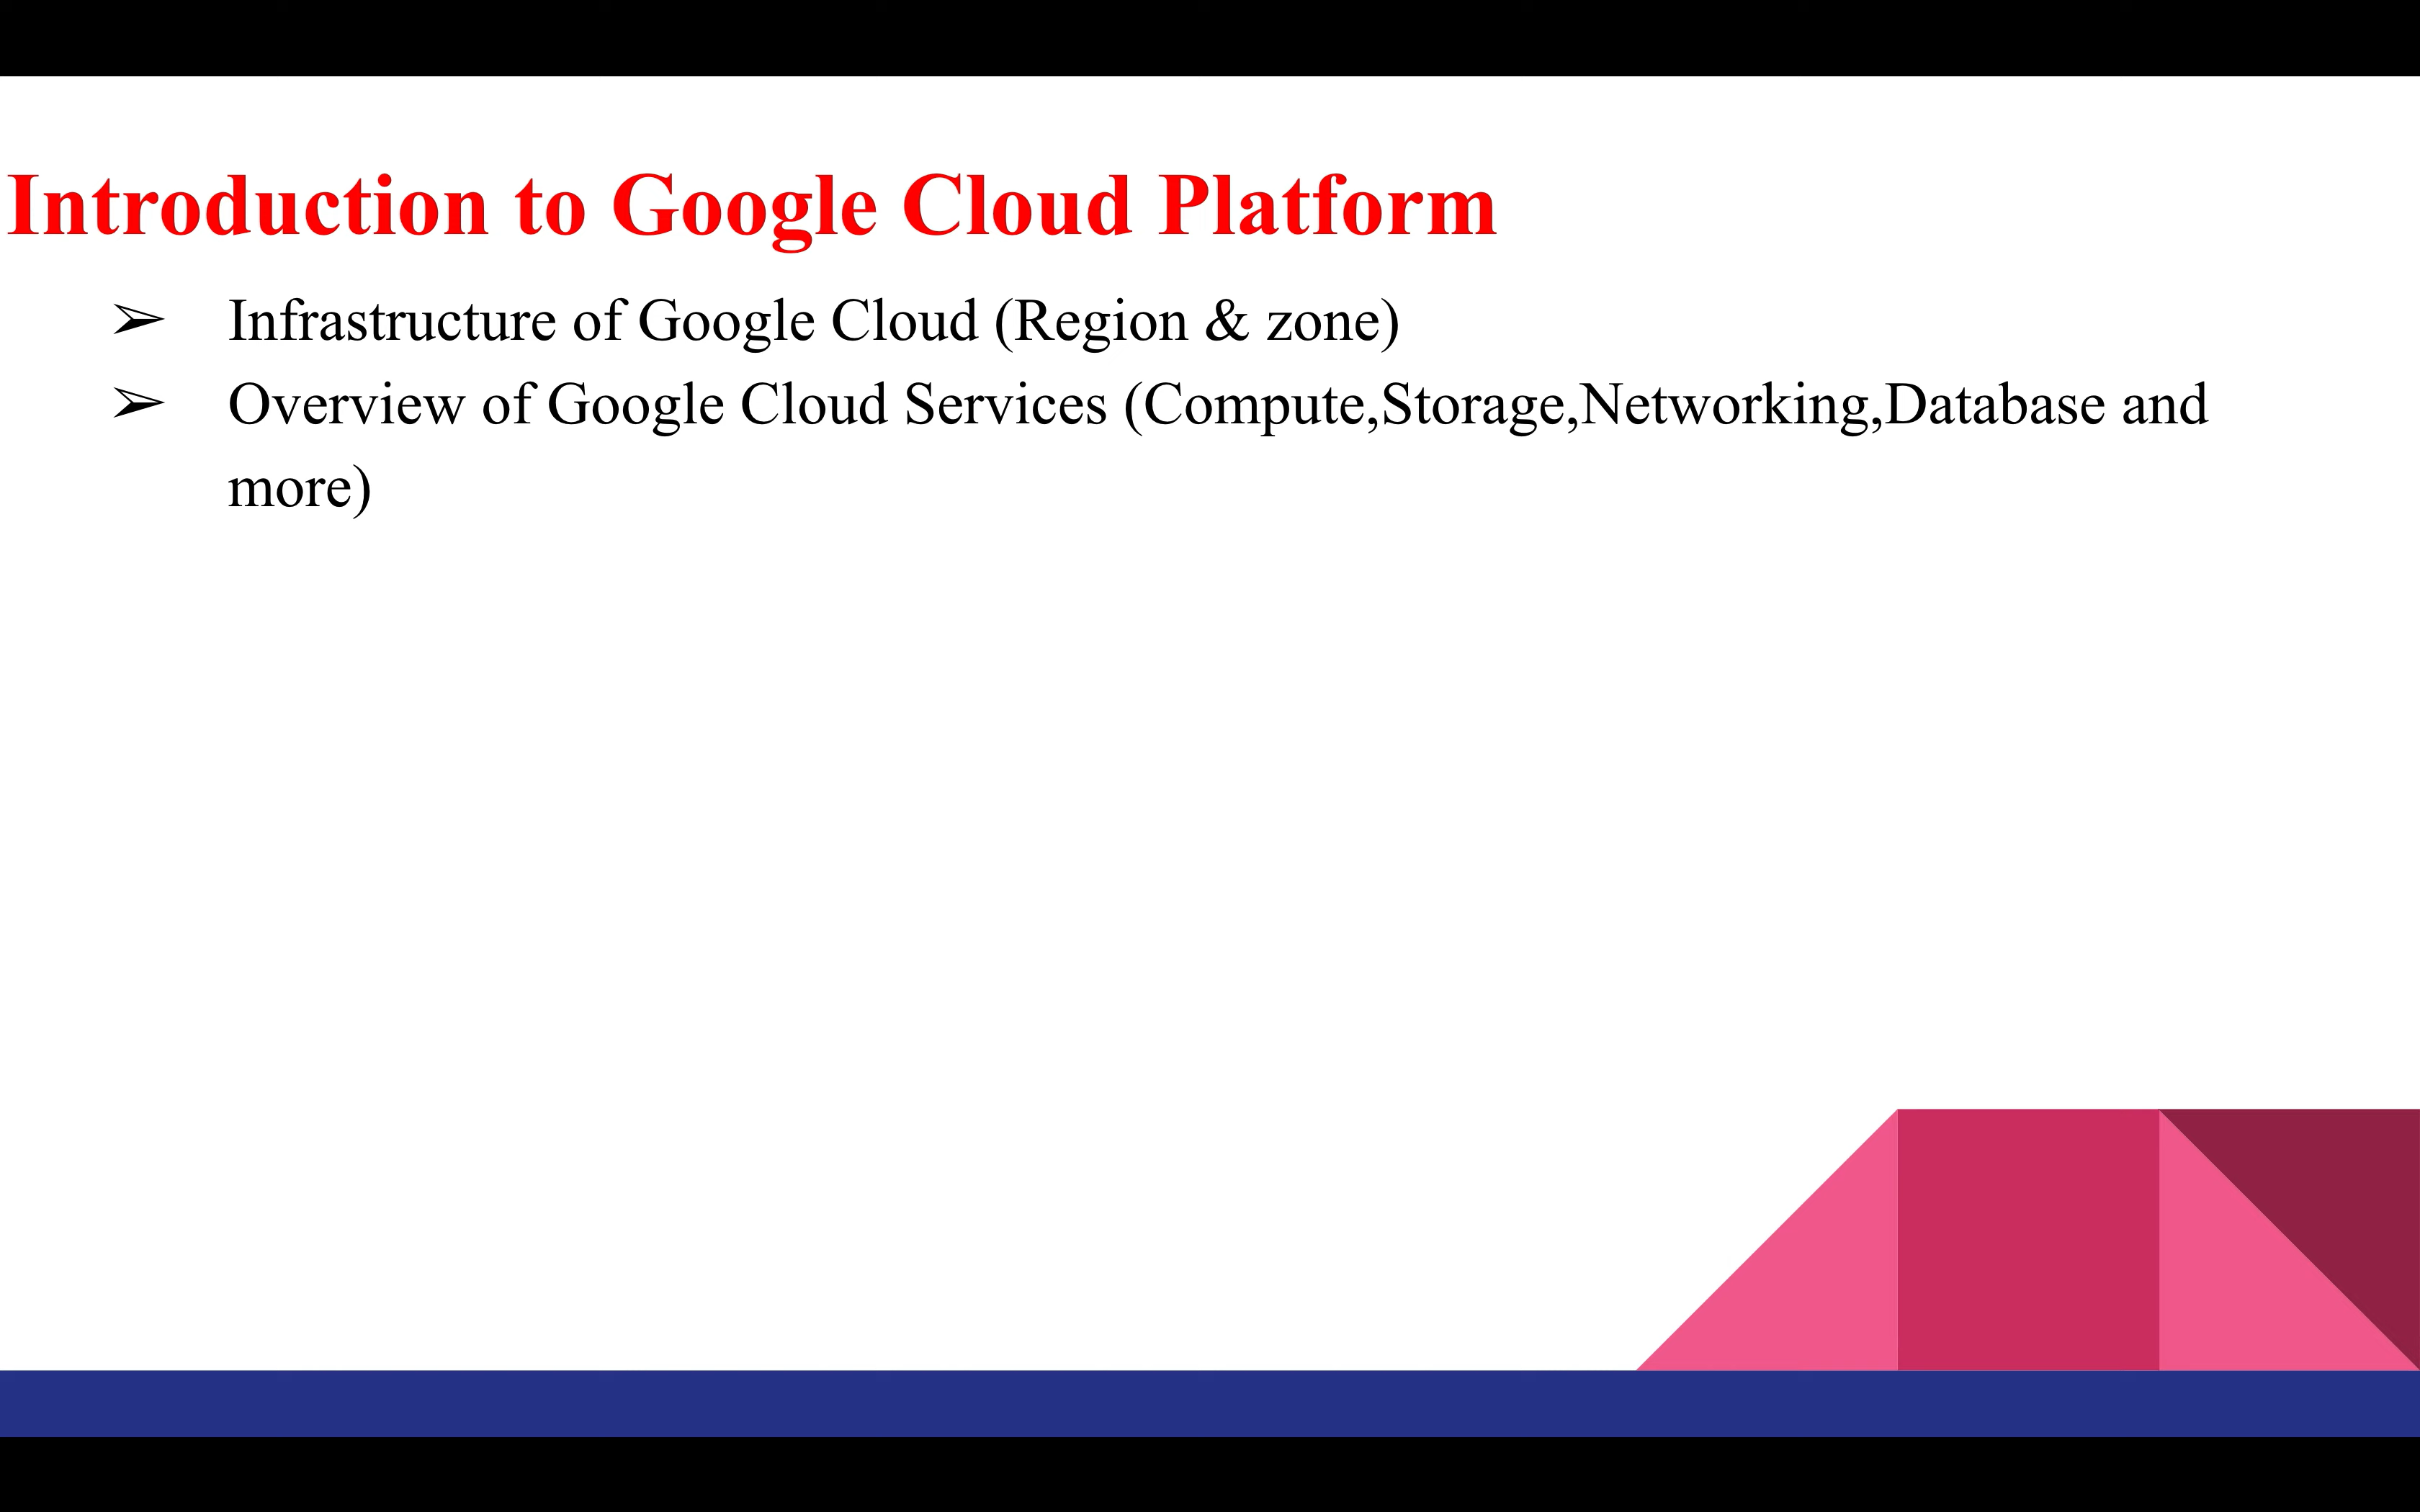 Introduction to Google Cloud Platform
➢ Infrastructure of Google Cloud (Region & zone)
➢ Overview of Google Cloud Services (Compute,Storage,Networking,Database and
more)